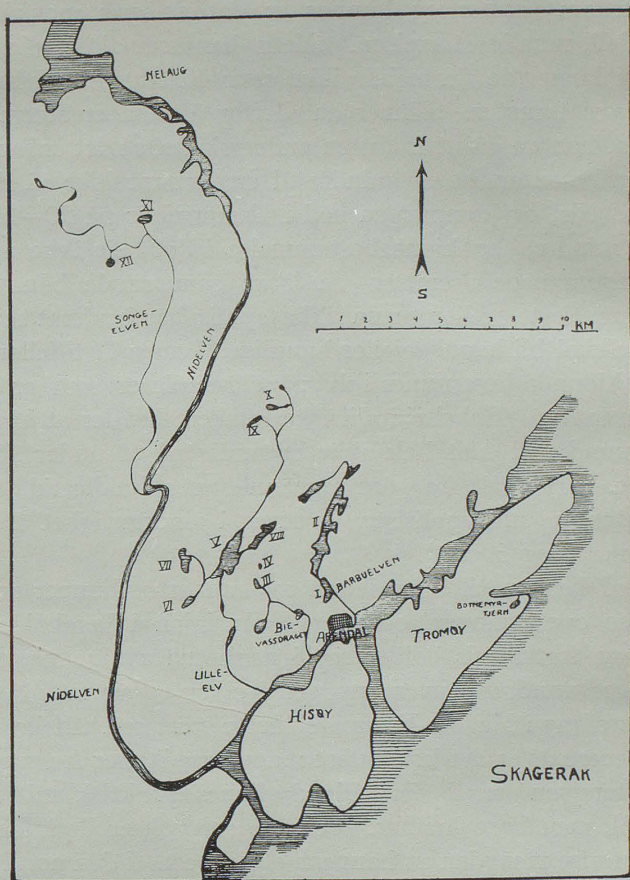 NELAUG
N
S
1 2 3 4 5 6 7 8 9 10 KM
XI
XII
SONGE-
ELVEN
NIDELVEN
X
IX
II
V
VIII
VII
IV
III
VI
I
BARBUELVEN
BIE-
VASSDRAGET
ARENDAL
BOTNEMYR-
TJERN
TROMØY
LILLE-
ELV
NIDELVEN
HISØY
SKAGERAK